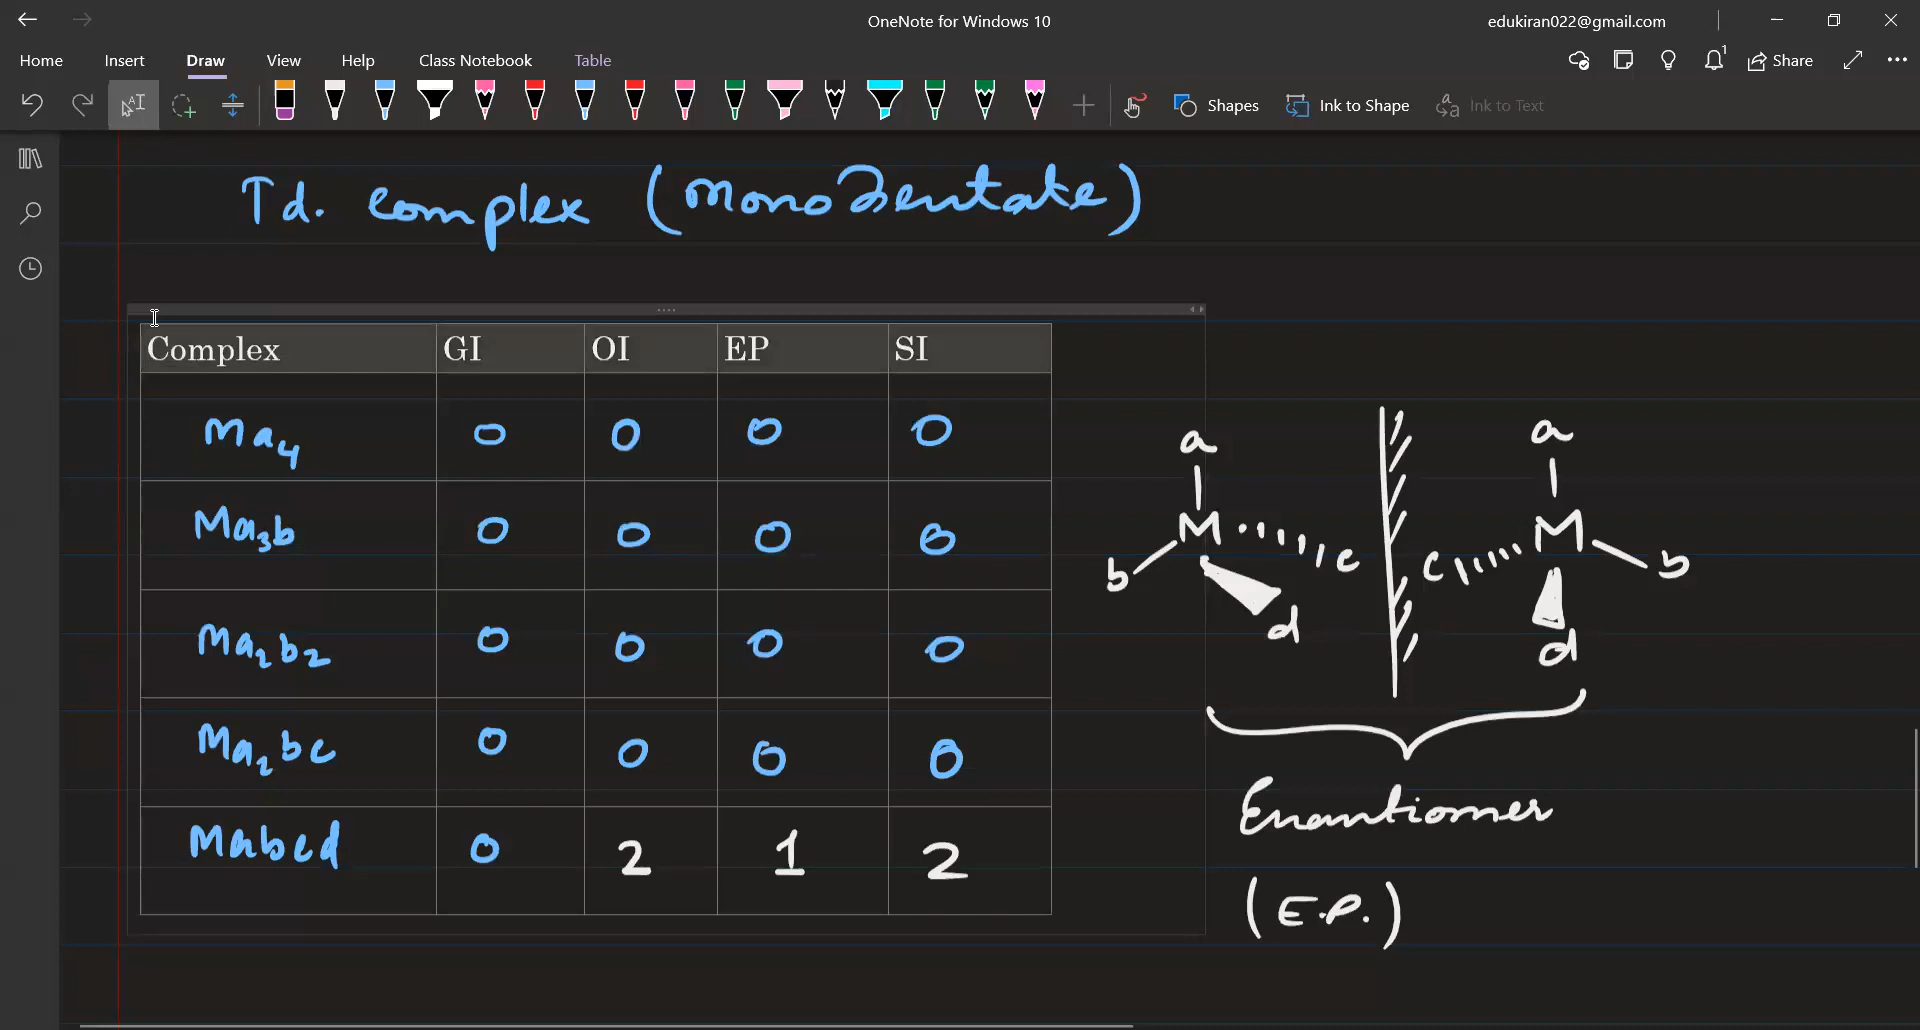 OneNote for Windows 10
edukiran022@gmail.com
Home Insert Draw View Help Class Notebook Table
1
Share
Shapes Ink to Shape Ink to Text
Td. complex (monodentate)
Complex GI OI EP SI
Ma4 0 0 0 0
Ma3b 0 0 0 0
Ma2b2 0 0 0 0
Ma2bc 0 0 0 0
Mabcd 0 2 1 2
a a
M M
b c c b
d d
Enantiomer
(E.P.)